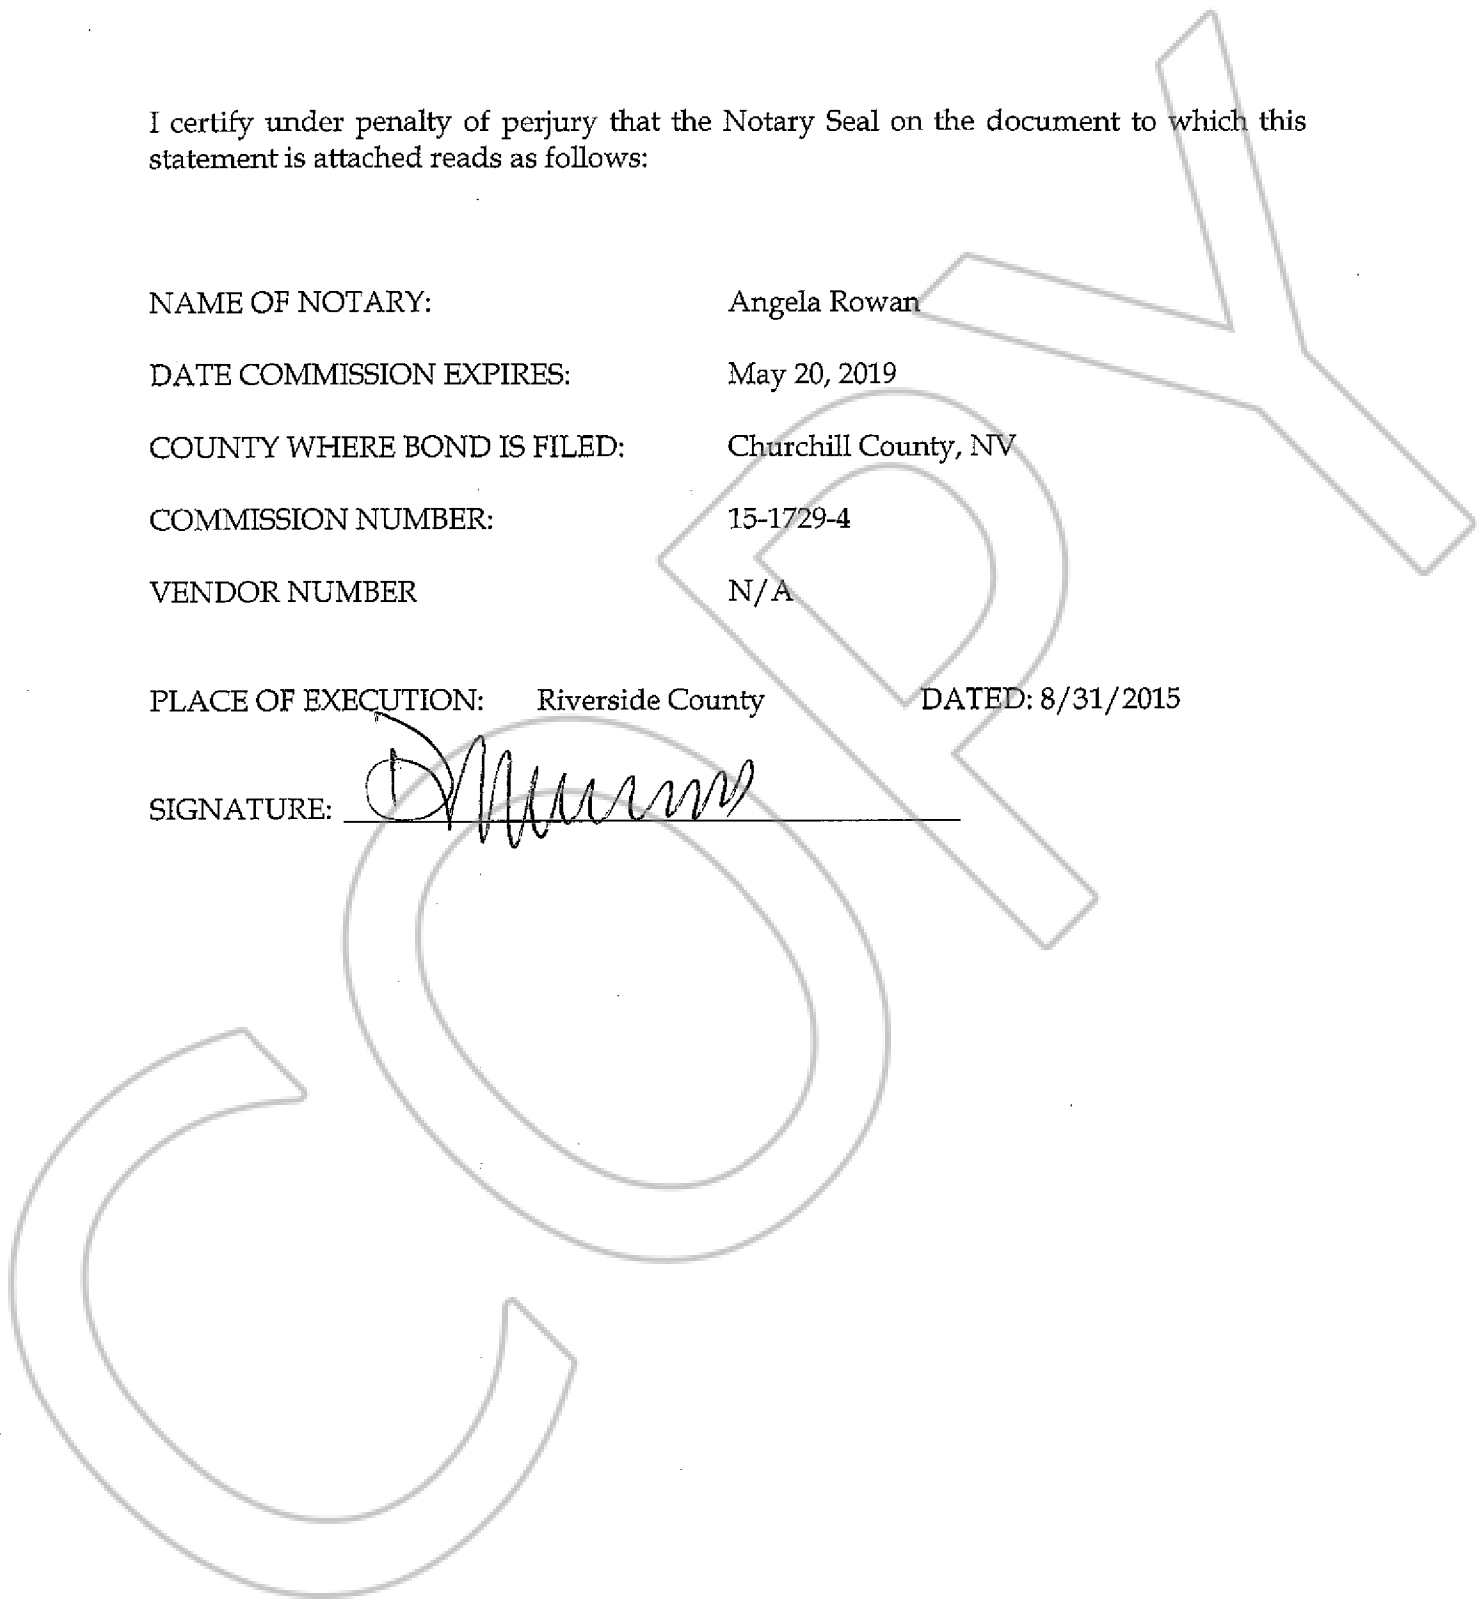 I certify under penalty of perjury that the Notary Seal on the document to which this
statement is attached reads as follows:
NAME OF NOTARY: Angela Rowan
DATE COMMISSION EXPIRES: May 20, 2019
COUNTY WHERE BOND IS FILED: Churchill County, NV
COMMISSION NUMBER: 15-1729-4
VENDOR NUMBER N/A
PLACE OF EXECUTION: Riverside County DATED: 8/31/2015
SIGNATURE:
COPY